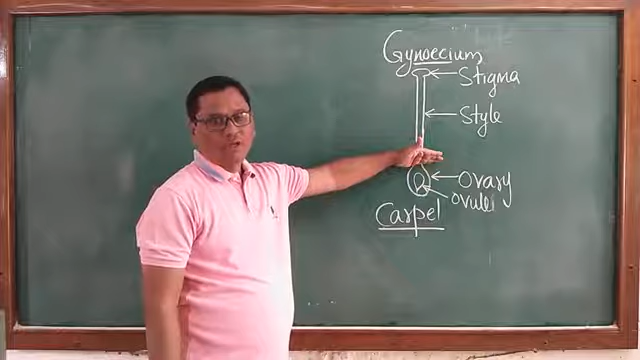 Gynoecium
Stigma
Style
Ovary
Ovule
Carpel